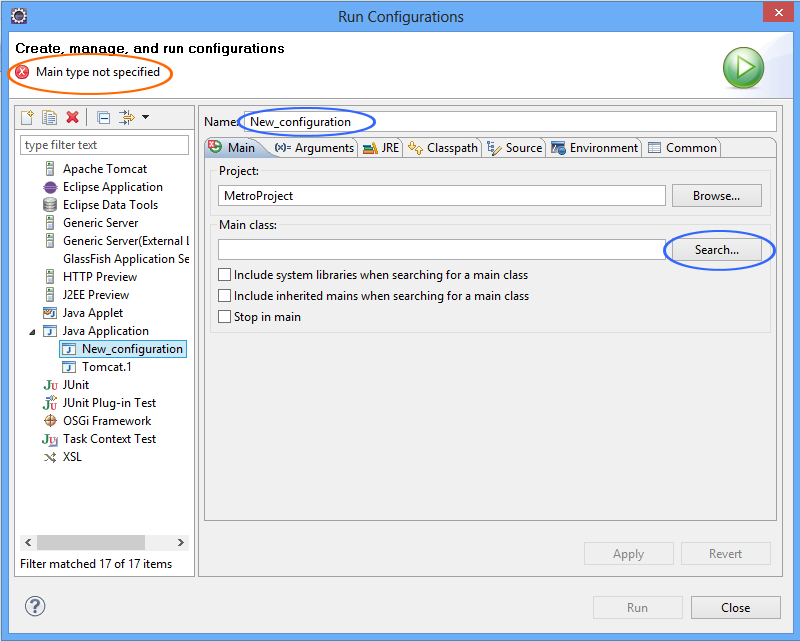 Run Configurations
Create, manage, and run configurations
Main type not specified
type filter text
Apache Tomcat
Eclipse Application
Eclipse Data Tools
Generic Server
Generic Server(External L
GlassFish Application Se
HTTP Preview
J2EE Preview
Java Applet
Java Application
New_configuration
Tomcat.1
JUnit
JUnit Plug-in Test
OSGi Framework
Task Context Test
XSL
Filter matched 17 of 17 items
Name: New_configuration
Main (x)= Arguments JRE Classpath Source Environment Common
Project:
MetroProject Browse...
Main class:
Search...
Include system libraries when searching for a main class
Include inherited mains when searching for a main class
Stop in main
Apply Revert
? Run Close